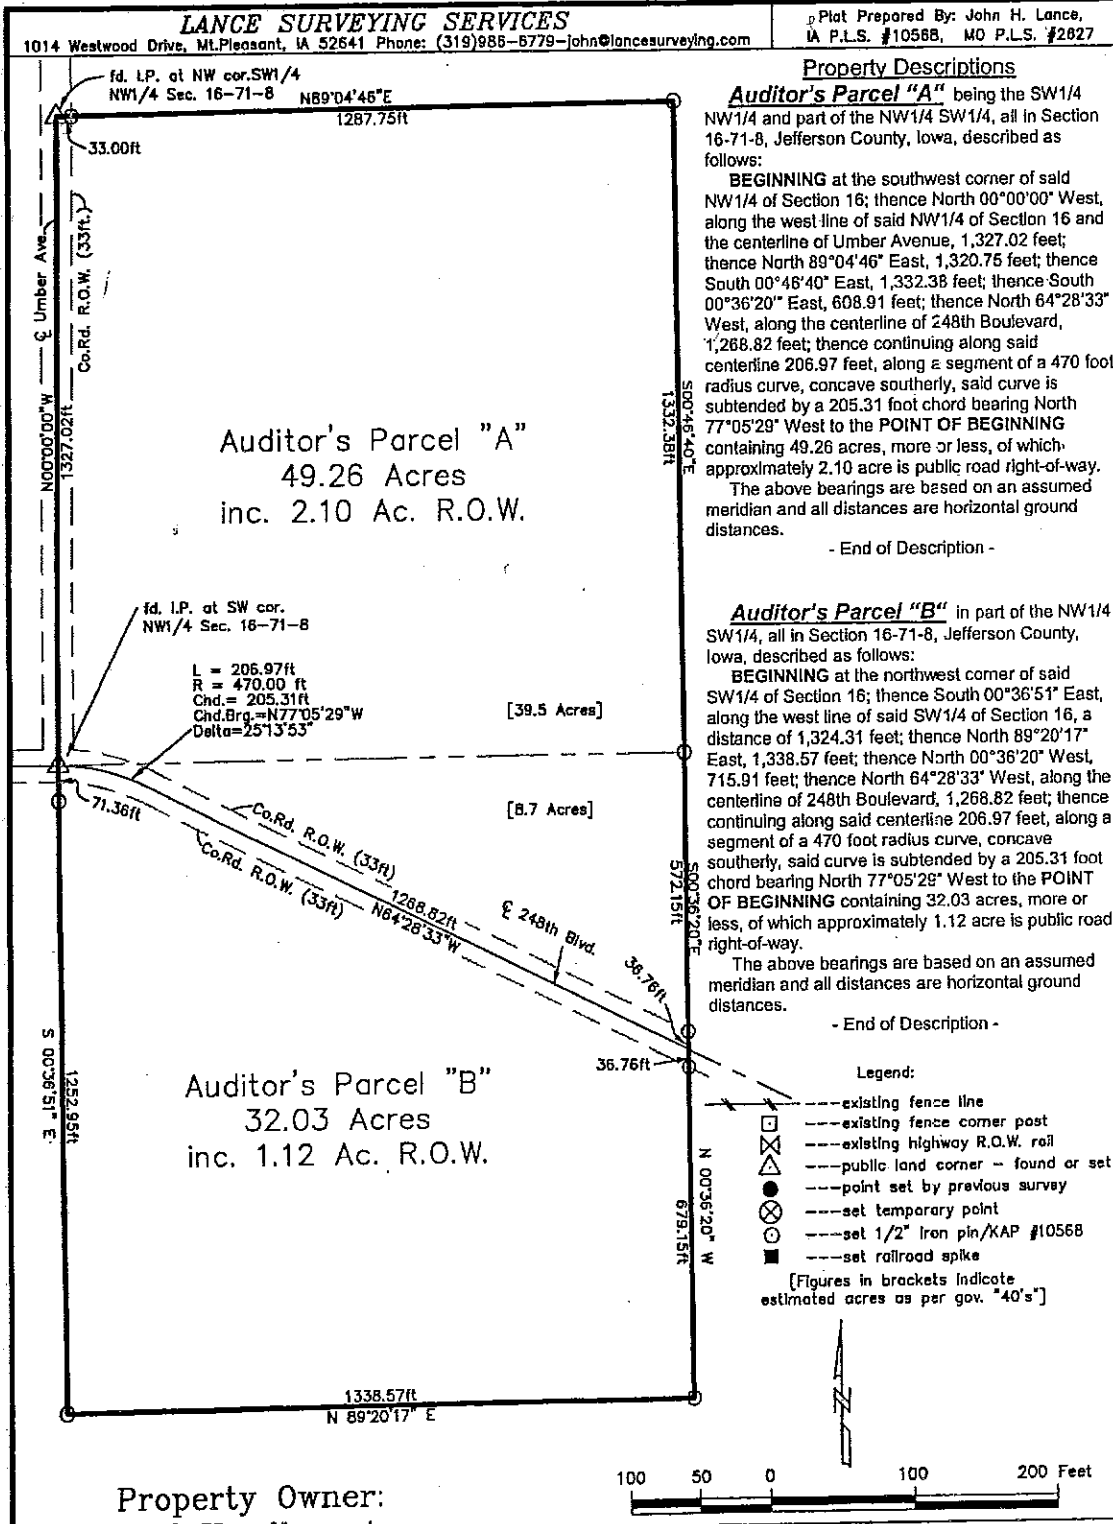 LANCE SURVEYING SERVICES
1014 Westwood Drive, Mt.Pleasant, IA 52641 Phone: (319)986-6779-john@lancesurveying.com
Plat Prepared By: John H. Lance,
IA P.L.S. #10568, MO P.L.S. #2627
fd. I.P. at NW cor.SW1/4
NW1/4 Sec. 16-71-8
N89°04'46"E
1287.75ft
33.00ft
℄ Umber Ave.
Co.Rd. R.O.W. (33ft.)
N00°00'00"W
1327.02ft
S00°46'40"E
1332.38ft
Auditor's Parcel "A"
49.26 Acres
inc. 2.10 Ac. R.O.W.
fd. I.P. at SW cor.
NW1/4 Sec. 16-71-8
L = 206.97ft
R = 470.00 ft
Chd.= 205.31ft
Chd.Brg.=N77°05'29"W
Delta=25°13'53"
[39.5 Acres]
[8.7 Acres]
71.36ft
Co.Rd. R.O.W. (33ft)
Co.Rd. R.O.W. (33ft)
1268.82ft
N64°28'33"W
℄ 248th Blvd.
S00°36'20"E
572.15ft
36.76ft
36.76ft
S 00°36'51" E
1252.95ft
Auditor's Parcel "B"
32.03 Acres
inc. 1.12 Ac. R.O.W.
N 00°36'20" W
679.15ft
1338.57ft
N 89°20'17" E
Property Owner:
Property Descriptions
Auditor's Parcel "A" being the SW1/4
NW1/4 and part of the NW1/4 SW1/4, all in Section
16-71-8, Jefferson County, Iowa, described as
follows:
BEGINNING at the southwest corner of said
NW1/4 of Section 16; thence North 00°00'00" West,
along the west line of said NW1/4 of Section 16 and
the centerline of Umber Avenue, 1,327.02 feet;
thence North 89°04'46" East, 1,320.75 feet; thence
South 00°46'40" East, 1,332.38 feet; thence South
00°36'20" East, 608.91 feet; thence North 64°28'33"
West, along the centerline of 248th Boulevard,
1,268.82 feet; thence continuing along said
centerline 206.97 feet, along a segment of a 470 foot
radius curve, concave southerly, said curve is
subtended by a 205.31 foot chord bearing North
77°05'29" West to the POINT OF BEGINNING
containing 49.26 acres, more or less, of which
approximately 2.10 acre is public road right-of-way.
The above bearings are based on an assumed
meridian and all distances are horizontal ground
distances.
- End of Description -
Auditor's Parcel "B" in part of the NW1/4
SW1/4, all in Section 16-71-8, Jefferson County,
Iowa, described as follows:
BEGINNING at the northwest corner of said
SW1/4 of Section 16; thence South 00°36'51" East,
along the west line of said SW1/4 of Section 16, a
distance of 1,324.31 feet; thence North 89°20'17"
East, 1,338.57 feet; thence North 00°36'20" West,
715.91 feet; thence North 64°28'33" West, along the
centerline of 248th Boulevard, 1,268.82 feet; thence
continuing along said centerline 206.97 feet, along a
segment of a 470 foot radius curve, concave
southerly, said curve is subtended by a 205.31 foot
chord bearing North 77°05'29" West to the POINT
OF BEGINNING containing 32.03 acres, more or
less, of which approximately 1.12 acre is public road
right-of-way.
The above bearings are based on an assumed
meridian and all distances are horizontal ground
distances.
- End of Description -
Legend:
---existing fence line
---existing fence corner post
---existing highway R.O.W. rail
---public land corner - found or set
---point set by previous survey
---set temporary point
---set 1/2" iron pin/KAP #10568
---set railroad spike
[Figures in brackets indicate
estimated acres as per gov. "40's"]
N
100 50 0 100 200 Feet